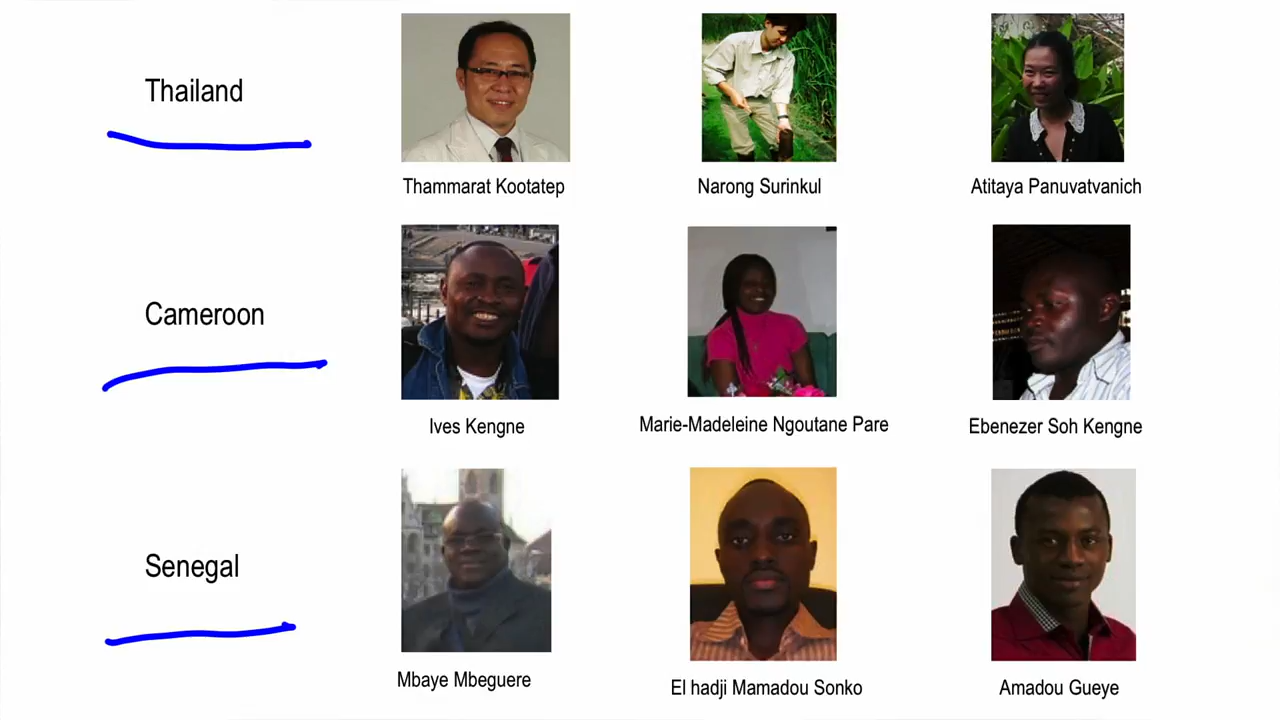 Thailand
Thammarat Kootatep
Narong Surinkul
Atitaya Panuvatvanich
Cameroon
Ives Kengne
Marie-Madeleine Ngoutane Pare
Ebenezer Soh Kengne
Senegal
Mbaye Mbeguere
El hadji Mamadou Sonko
Amadou Gueye